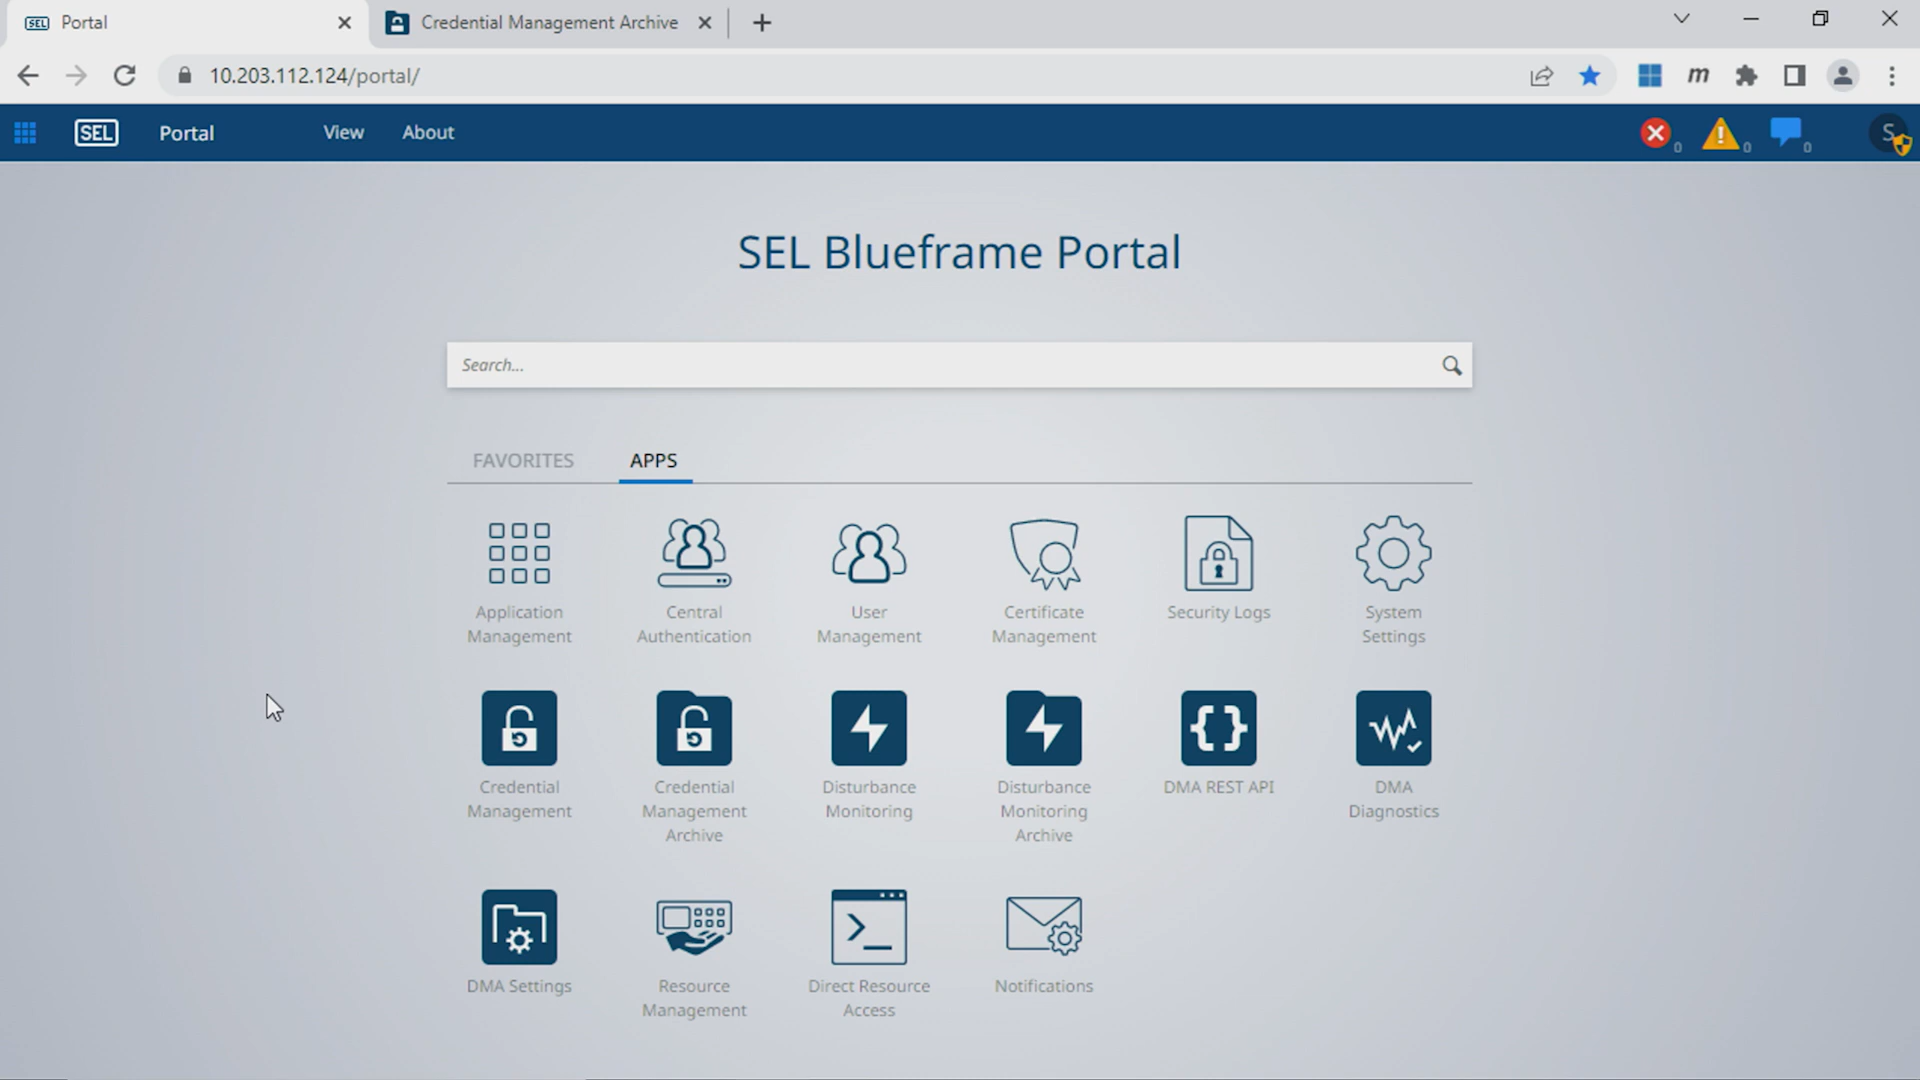 SEL Portal
Credential Management Archive
10.203.112.124/portal/
m
SEL Portal View About
0 0 0 S
SEL Blueframe Portal
Search...
FAVORITES APPS
Application Management
Central Authentication
User Management
Certificate Management
Security Logs
System Settings
Credential Management
Credential Management Archive
Disturbance Monitoring
Disturbance Monitoring Archive
DMA REST API
DMA Diagnostics
DMA Settings
Resource Management
Direct Resource Access
Notifications